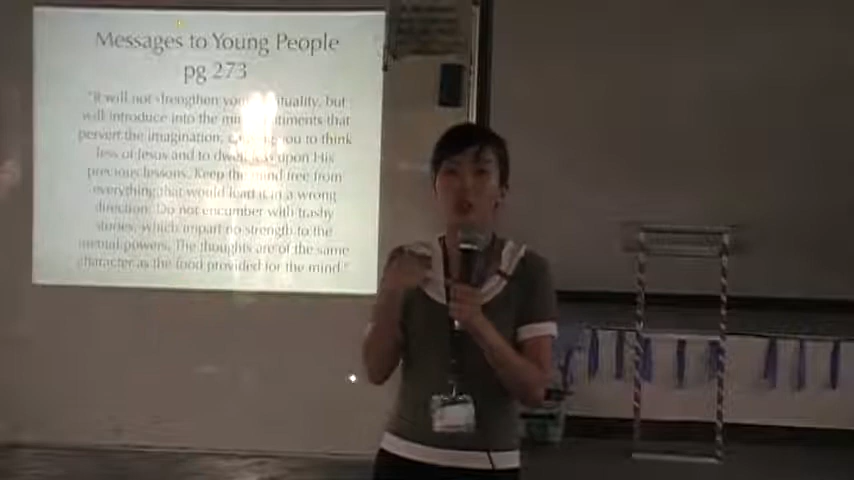 Messages to Young People
pg 273
"It will not strengthen your spirituality, but
will introduce into the mind sentiments that
pervert the imagination, causing you to think
less of Jesus and to dwell less upon His
precious lessons. Keep the mind free from
everything that would lead it in a wrong
direction. Do not encumber it with trashy
stories, which impart no strength to the
mental powers. The thoughts are of the same
character as the food provided for the mind."